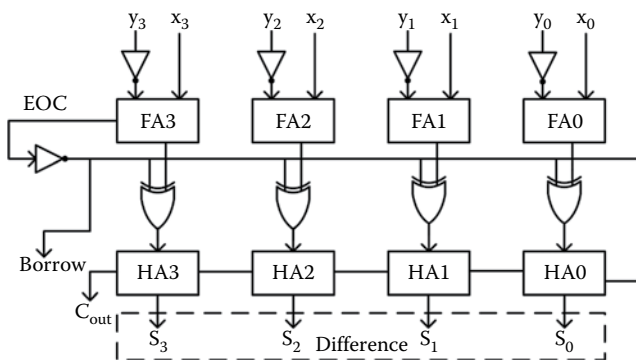 y₃ x₃ y₂ x₂ y₁ x₁ y₀ x₀
EOC
FA3 FA2 FA1 FA0
Borrow
HA3 HA2 HA1 HA0
Cout
S₃ S₂ S₁ S₀
Difference